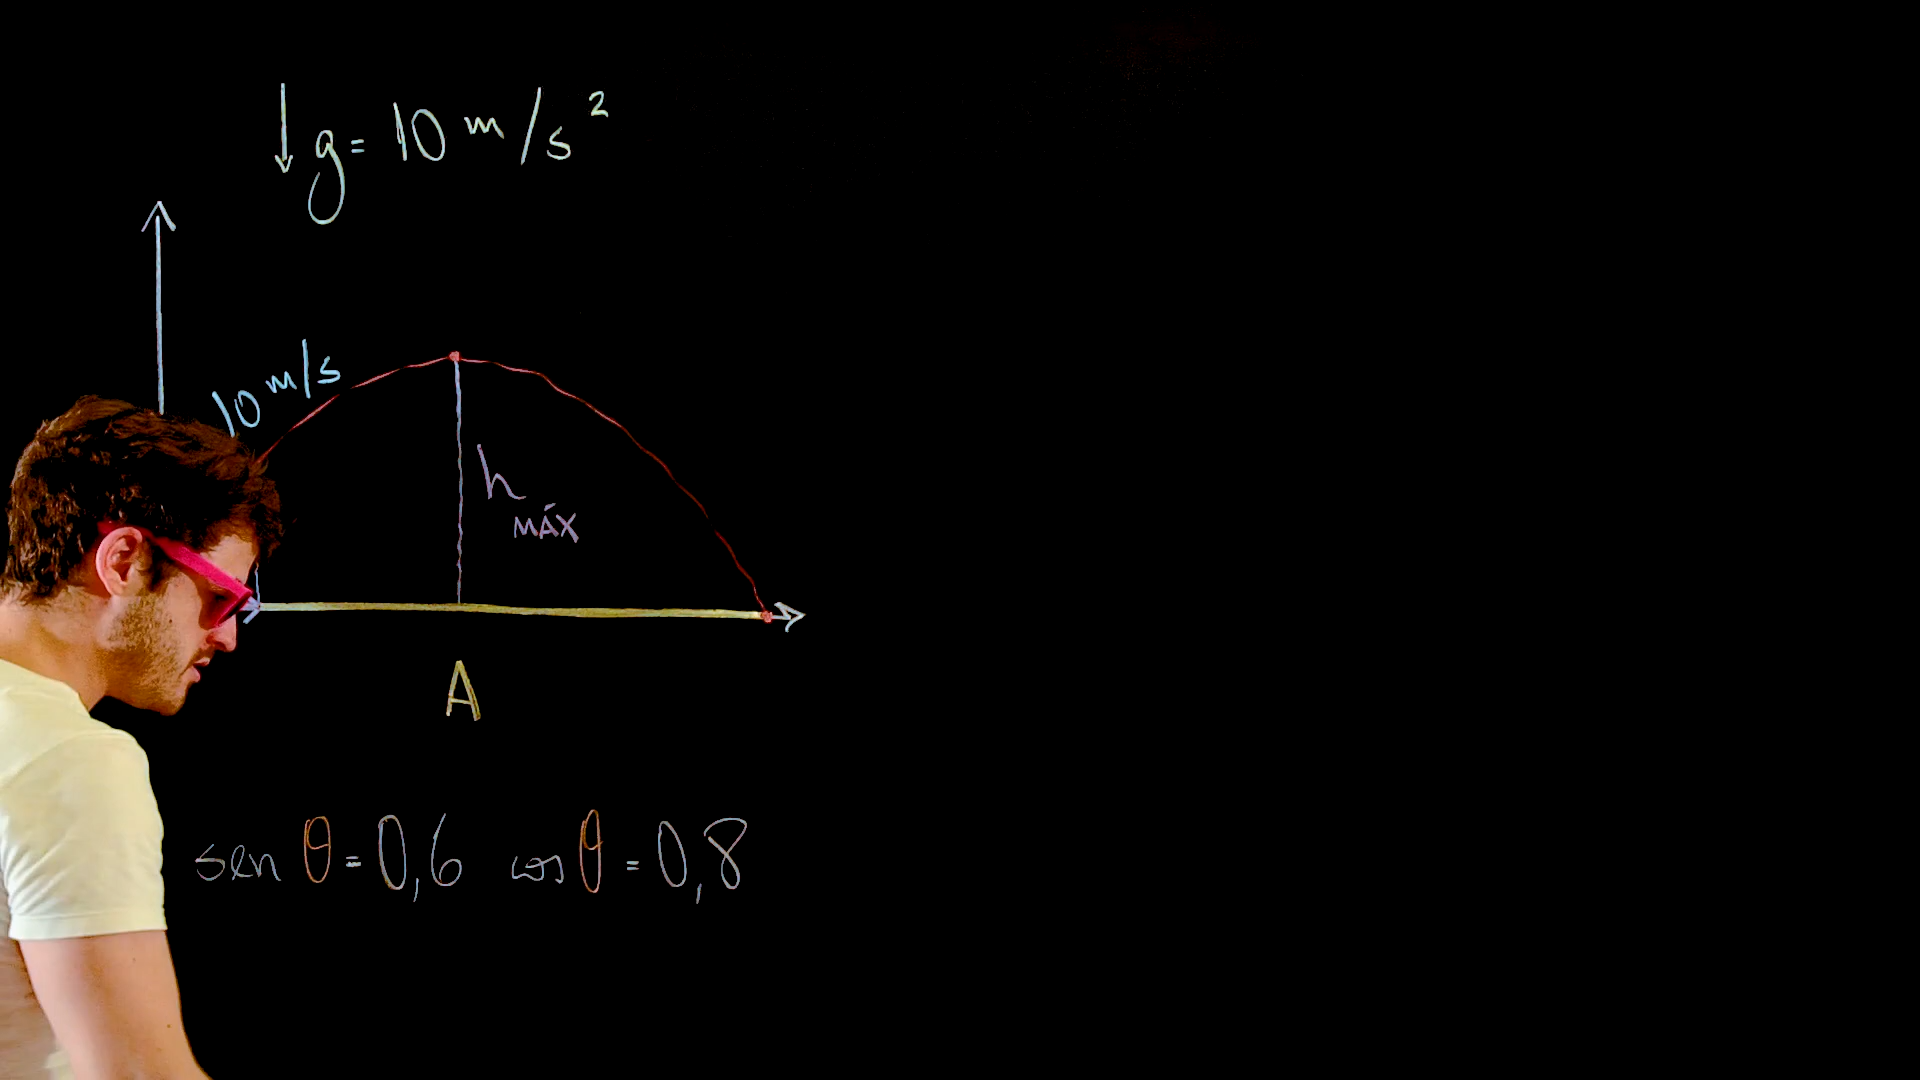 g = 10 m/s²
10 m/s
h MÁX
A
sen θ = 0,6 cos θ = 0,8